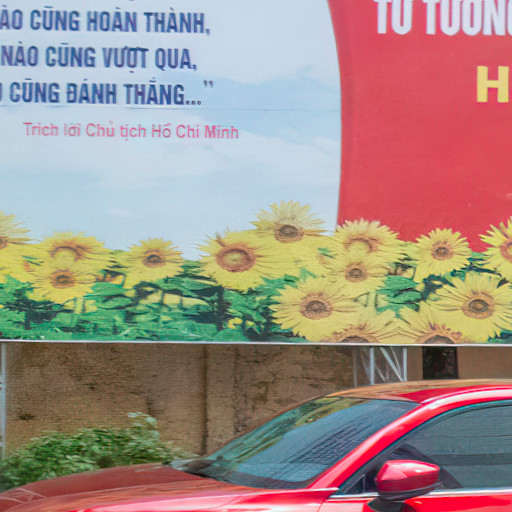 ÀO CŨNG HOÀN THÀNH,
NÀO CŨNG VƯỢT QUA,
CŨNG ĐÁNH THẮNG..."
Trích lời Chủ tịch Hồ Chí Minh
TƯ TƯỞNG
H